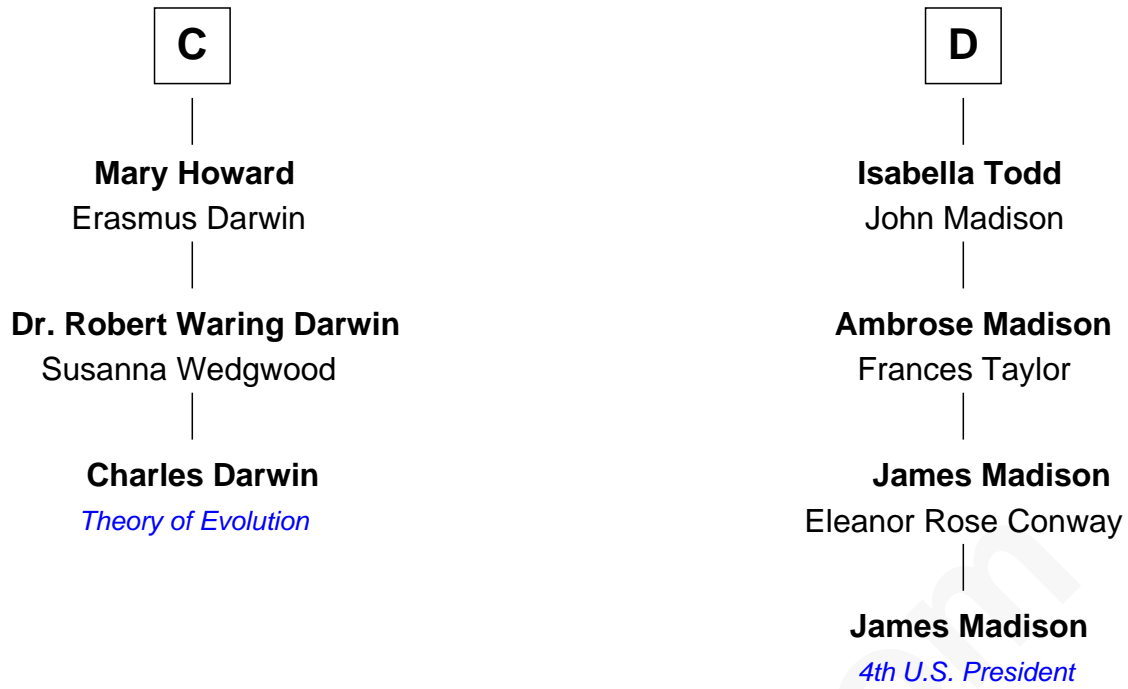 C
Mary Howard
Erasmus Darwin
Dr. Robert Waring Darwin
Susanna Wedgwood
Charles Darwin
Theory of Evolution
D
Isabella Todd
John Madison
Ambrose Madison
Frances Taylor
James Madison
Eleanor Rose Conway
James Madison
4th U.S. President